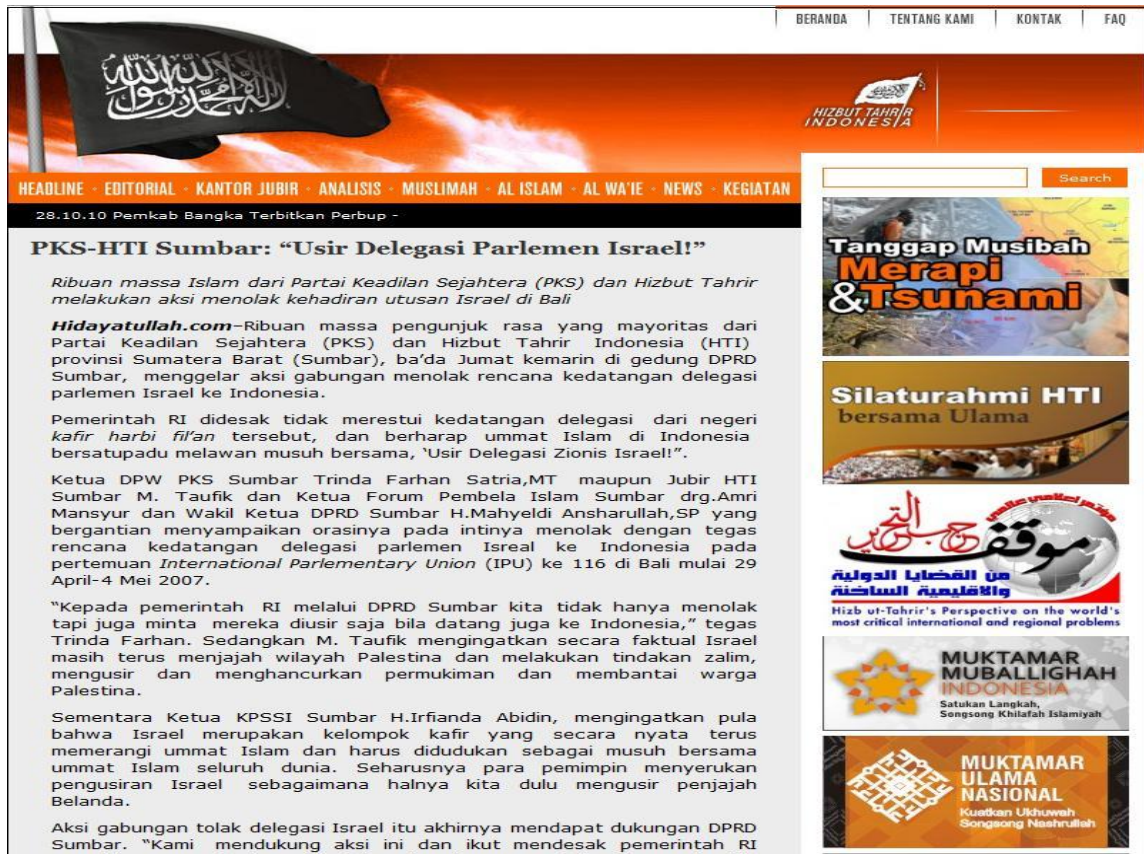 BERANDA | TENTANG KAMI | KONTAK | FAQ
لا إله إلا الله محمد رسول الله
HIZBUT TAHRIR
INDONESIA
HEADLINE - EDITORIAL - KANTOR JUBIR - ANALISIS - MUSLIMAH - AL ISLAM - AL WA'IE - NEWS - KEGIATAN
Search
28.10.10 Pemkab Bangka Terbitkan Perbup -
PKS-HTI Sumbar: “Usir Delegasi Parlemen Israel!”
Ribuan massa Islam dari Partai Keadilan Sejahtera (PKS) dan Hizbut Tahrir
melakukan aksi menolak kehadiran utusan Israel di Bali
Hidayatullah.com–Ribuan massa pengunjuk rasa yang mayoritas dari
Partai Keadilan Sejahtera (PKS) dan Hizbut Tahrir Indonesia (HTI)
provinsi Sumatera Barat (Sumbar), ba’da Jumat kemarin di gedung DPRD
Sumbar, menggelar aksi gabungan menolak rencana kedatangan delegasi
parlemen Israel ke Indonesia.
Pemerintah RI didesak tidak merestui kedatangan delegasi dari negeri
kafir harbi fil’an tersebut, dan berharap ummat Islam di Indonesia
bersatupadu melawan musuh bersama, ‘Usir Delegasi Zionis Israel!”.
Ketua DPW PKS Sumbar Trinda Farhan Satria,MT maupun Jubir HTI
Sumbar M. Taufik dan Ketua Forum Pembela Islam Sumbar drg.Amri
Mansyur dan Wakil Ketua DPRD Sumbar H.Mahyeldi Ansharullah,SP yang
bergantian menyampaikan orasinya pada intinya menolak dengan tegas
rencana kedatangan delegasi parlemen Isreal ke Indonesia pada
pertemuan International Parlementary Union (IPU) ke 116 di Bali mulai 29
April-4 Mei 2007.
“Kepada pemerintah RI melalui DPRD Sumbar kita tidak hanya menolak
tapi juga minta mereka diusir saja bila datang juga ke Indonesia,” tegas
Trinda Farhan. Sedangkan M. Taufik mengingatkan secara faktual Israel
masih terus menjajah wilayah Palestina dan melakukan tindakan zalim,
mengusir dan menghancurkan permukiman dan membantai warga
Palestina.
Sementara Ketua KPSSI Sumbar H.Irfianda Abidin, mengingatkan pula
bahwa Israel merupakan kelompok kafir yang secara nyata terus
memerangi ummat Islam dan harus didudukan sebagai musuh bersama
ummat Islam seluruh dunia. Seharusnya para pemimpin menyerukan
pengusiran Israel sebagaimana halnya kita dulu mengusir penjajah
Belanda.
Aksi gabungan tolak delegasi Israel itu akhirnya mendapat dukungan DPRD
Sumbar. “Kami mendukung aksi ini dan ikut mendesak pemerintah RI
Tanggap Musibah
Merapi
&Tsunami
Silaturahmi HTI
bersama Ulama
موقف حزب التحرير
من القضايا الدولية
والاقليمية الساخنة
Hizb ut-Tahrir's Perspective on the world's
most critical international and regional problems
MUKTAMAR
MUBALLIGHAH
INDONESIA
Satukan Langkah,
Songsong Khilafah Islamiyah
MUKTAMAR
ULAMA
NASIONAL
Kuatkan Ukhuwah
Songsong Nashrullah